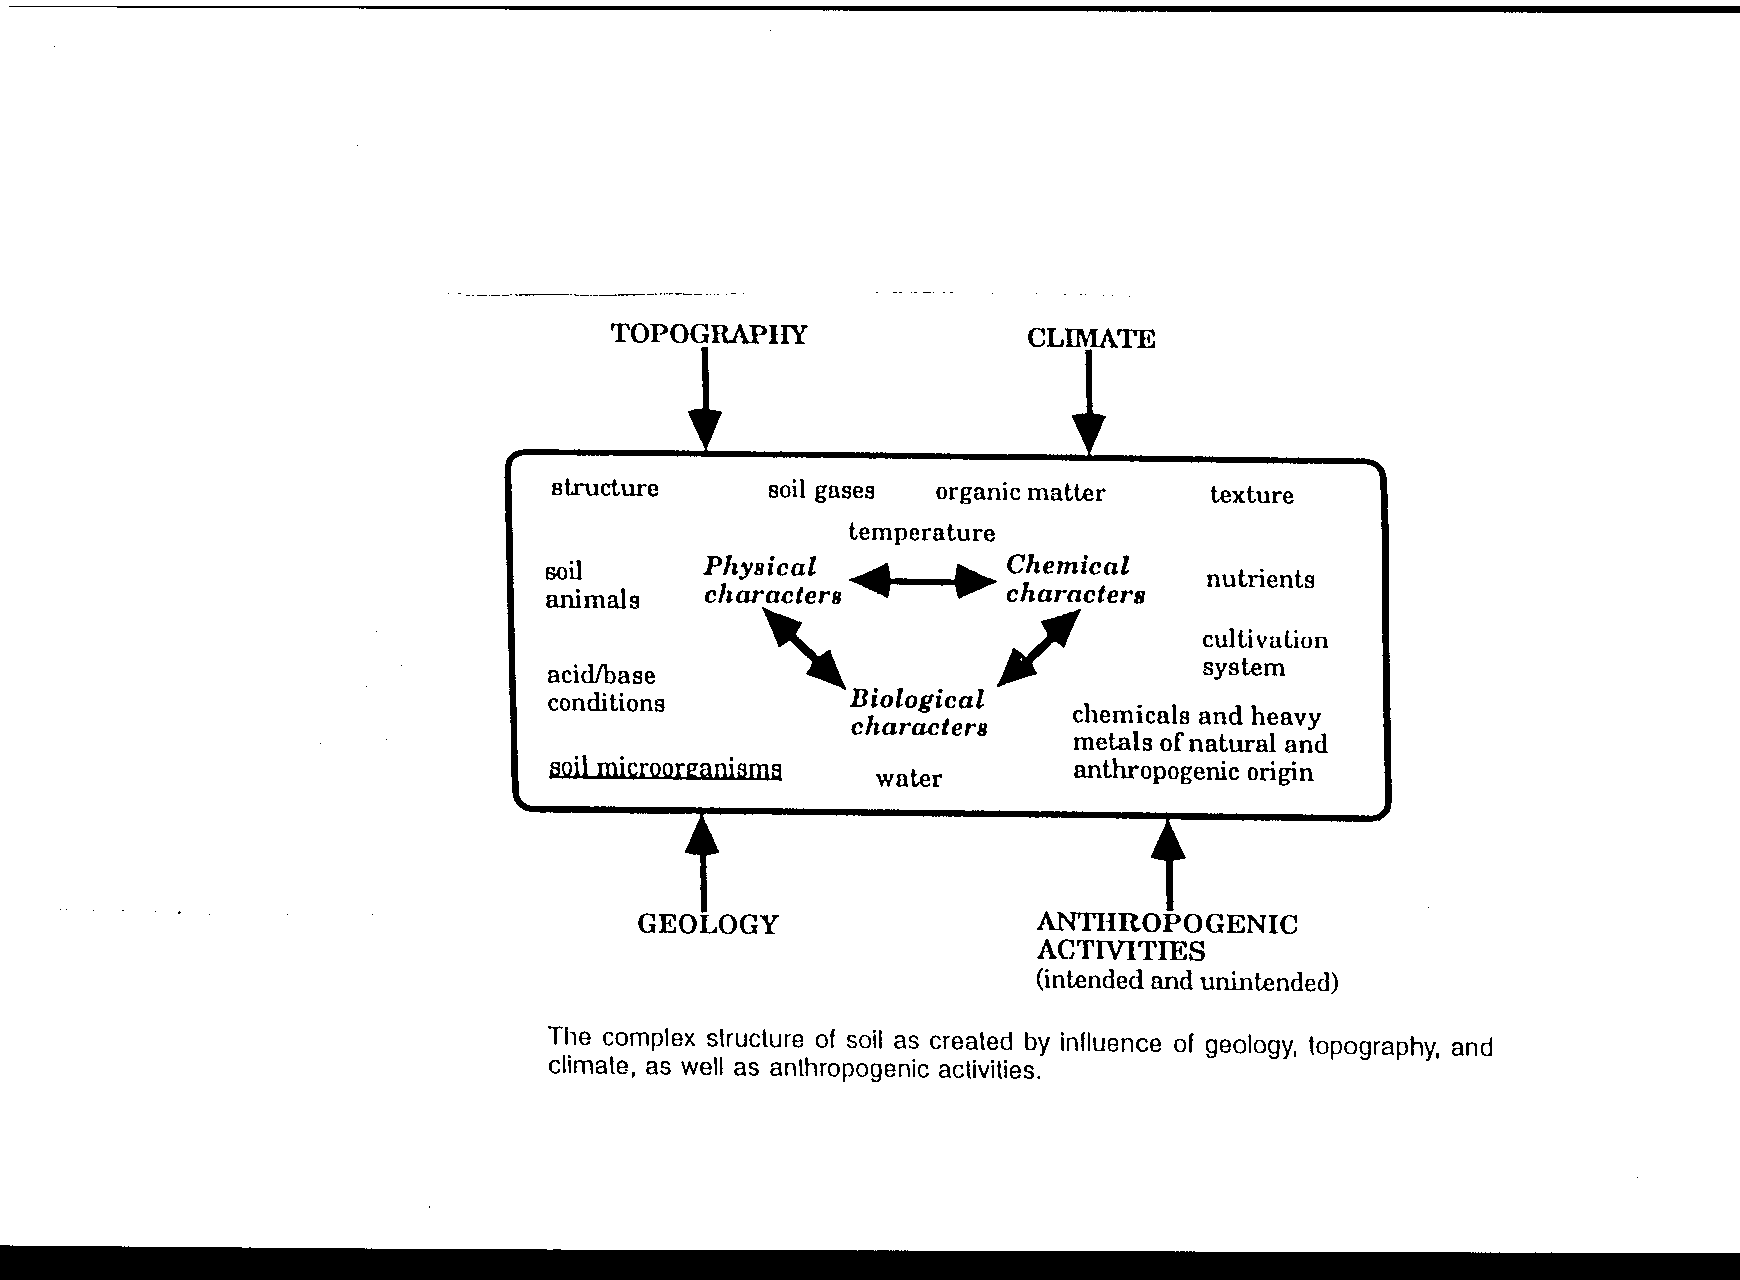 TOPOGRAPHY
CLIMATE
structure
soil gases
organic matter
texture
temperature
soil
animals
Physical
characters
Chemical
characters
nutrients
cultivation
system
acid/base
conditions
Biological
characters
chemicals and heavy
metals of natural and
anthropogenic origin
soil microorganisms
water
GEOLOGY
ANTHROPOGENIC
ACTIVITIES
(intended and unintended)
The complex structure of soil as created by influence of geology, topography, and
climate, as well as anthropogenic activities.